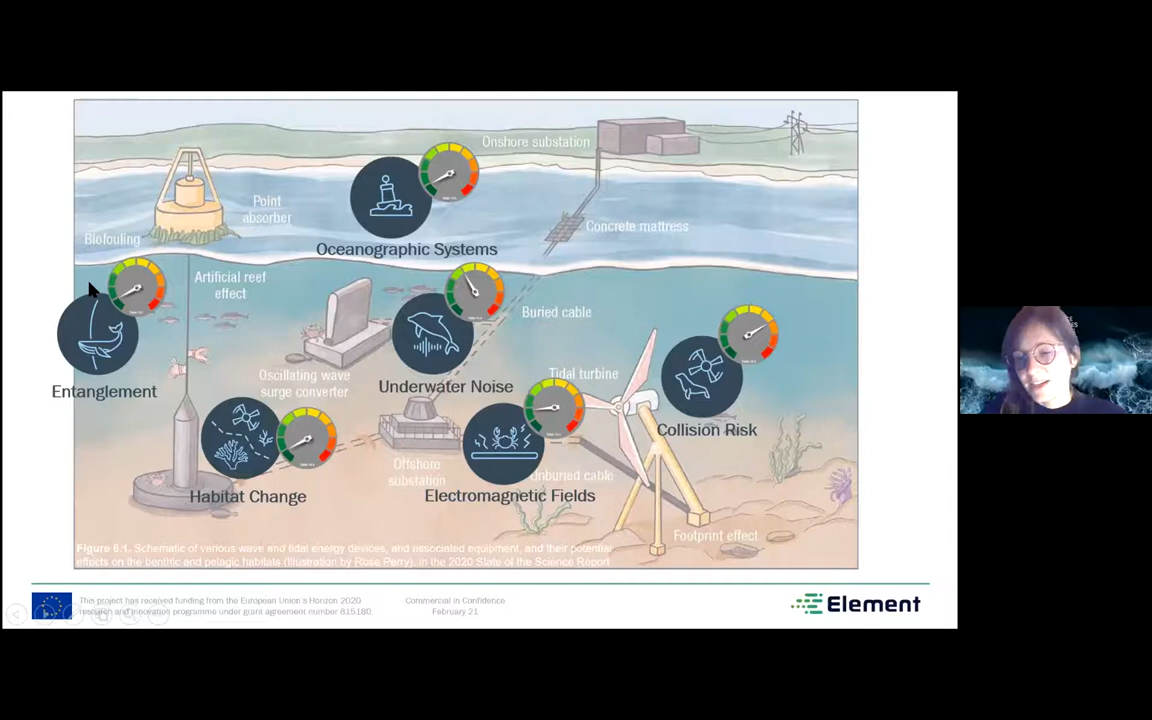 Onshore substation
Point
absorber
Concrete mattress
Biofouling
Oceanographic Systems
Artificial reef
effect
Buried cable
Oscillating wave
surge converter
Underwater Noise
Tidal turbine
Entanglement
Collision Risk
Offshore
substation
Unburied cable
Habitat Change
Electromagnetic Fields
Footprint effect
Figure 6.1. Schematic of various wave and tidal energy devices, and associated equipment, and their potential
effects on the benthic and pelagic habitats (Illustration by Rose Perry), in the 2020 State of the Science Report
This project has received funding from the European Union's Horizon 2020
research and innovation programme under grant agreement number 815180.
Commercial in Confidence
February 21
Element